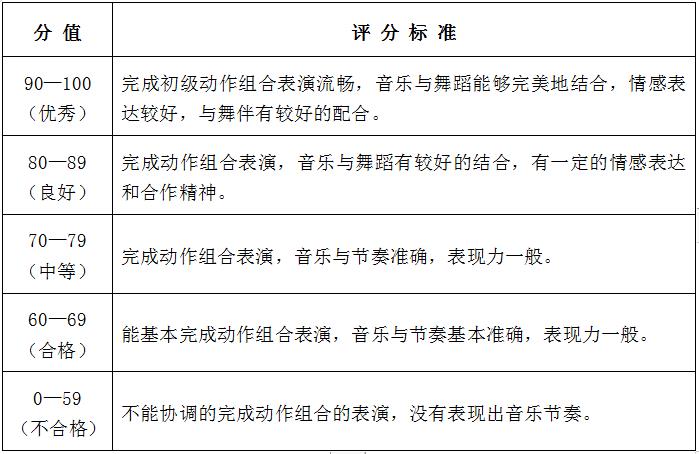 分 值
评 分 标 准
90—100
（优秀）
完成初级动作组合表演流畅，音乐与舞蹈能够完美地结合，情感表
达较好，与舞伴有较好的配合。
80—89
（良好）
完成动作组合表演，音乐与舞蹈有较好的结合，有一定的情感表达
和合作精神。
70—79
（中等）
完成动作组合表演，音乐与节奏准确，表现力一般。
60—69
（合格）
能基本完成动作组合表演，音乐与节奏基本准确，表现力一般。
0—59
（不合格）
不能协调的完成动作组合的表演，没有表现出音乐节奏。